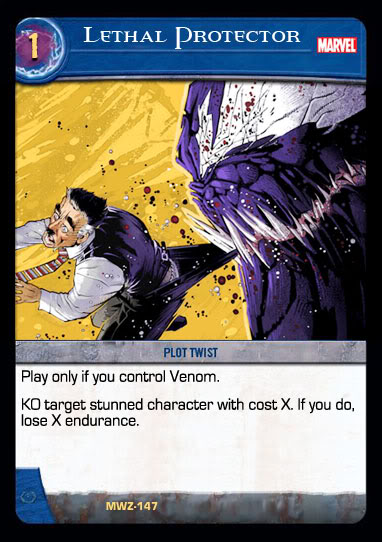 1
LETHAL PROTECTOR
MARVEL
PLOT TWIST
Play only if you control Venom.
KO target stunned character with cost X. If you do,
lose X endurance.
MWZ-147